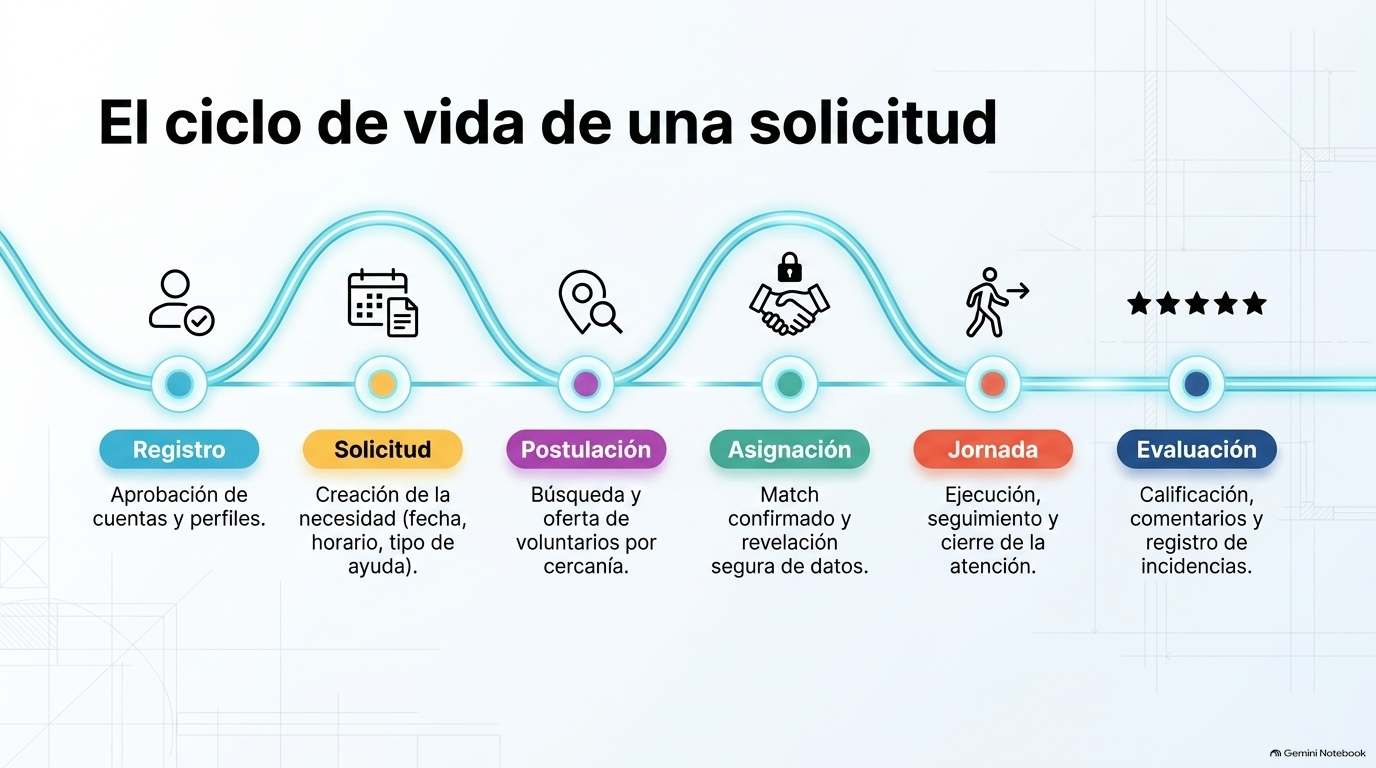 El ciclo de vida de una solicitud
Registro
Aprobación de
cuentas y perfiles.
Solicitud
Creación de la
necesidad (fecha,
horario, tipo de
ayuda).
Postulación
Búsqueda y
oferta de
voluntarios por
cercanía.
Asignación
Match
confirmado y
revelación
segura de datos.
Jornada
Ejecución,
seguimiento y
cierre de la
atención.
Evaluación
Calificación,
comentarios y
registro de
incidencias.
Gemini Notebook